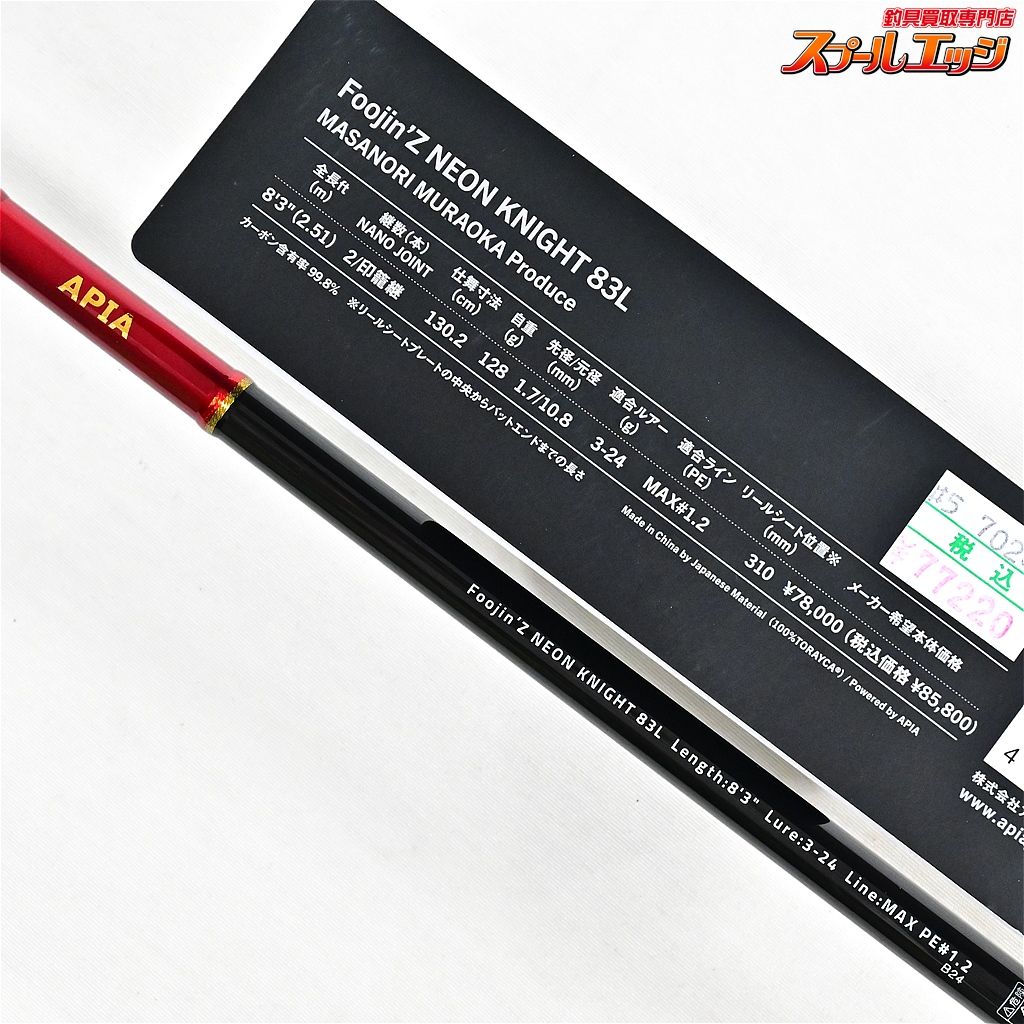 釣具買取専門店
スプールエッジ
Foojin'Z NEON KNIGHT 83L
MASANORI MURAOKA Produce
全長ft (m) 継数(本) 仕舞寸法 (cm) 自重 (g) 先径/元径 (mm) 適合ルアー (g) 適合ライン (PE) リールシート位置※ (mm) メーカー希望本体価格
8'3"(2.51) 2/印籠継 NANO JOINT 130.2 128 1.7/10.8 3-24 MAX#1.2 310 ¥78,000 (税込価格 ¥85,800)
カーボン含有率 99.8% ※リールシートプレートの中央からバットエンドまでの長さ
Made in China by Japanese Material (100%TORAYCA®) / Powered by APIA
税込
¥77220
4
株式会社
www.apia
APIA
Foojin'Z NEON KNIGHT 83L Length:8'3" Lure:3-24 Line:MAX PE#1.2
B24
危険